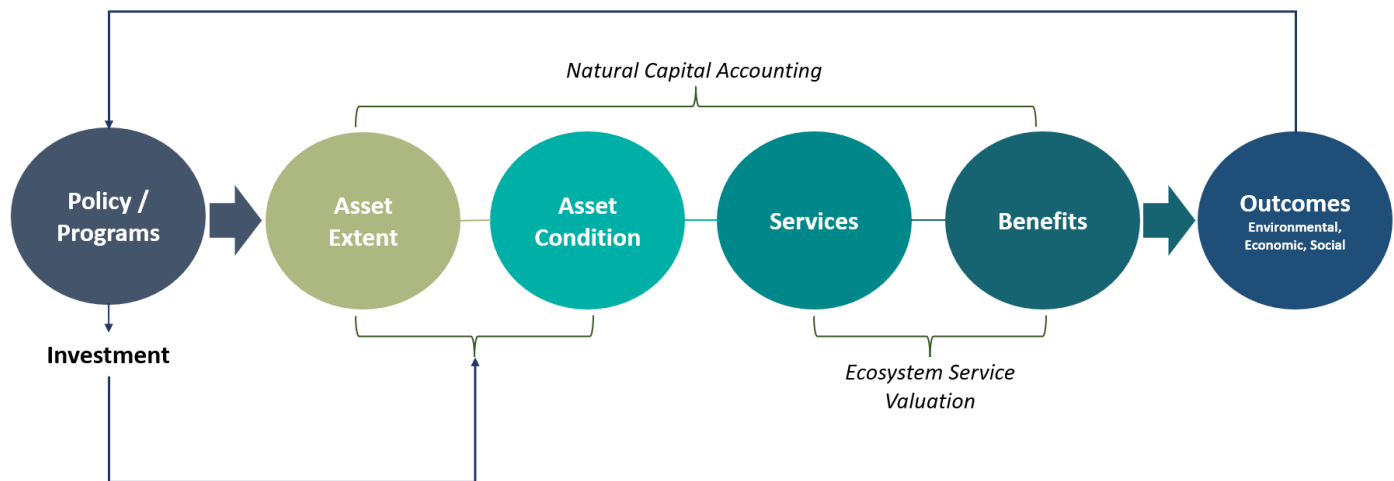 Natural Capital Accounting
Policy /
Programs
Asset
Extent
Asset
Condition
Services
Benefits
Outcomes
Environmental,
Economic, Social
Investment
Ecosystem Service
Valuation